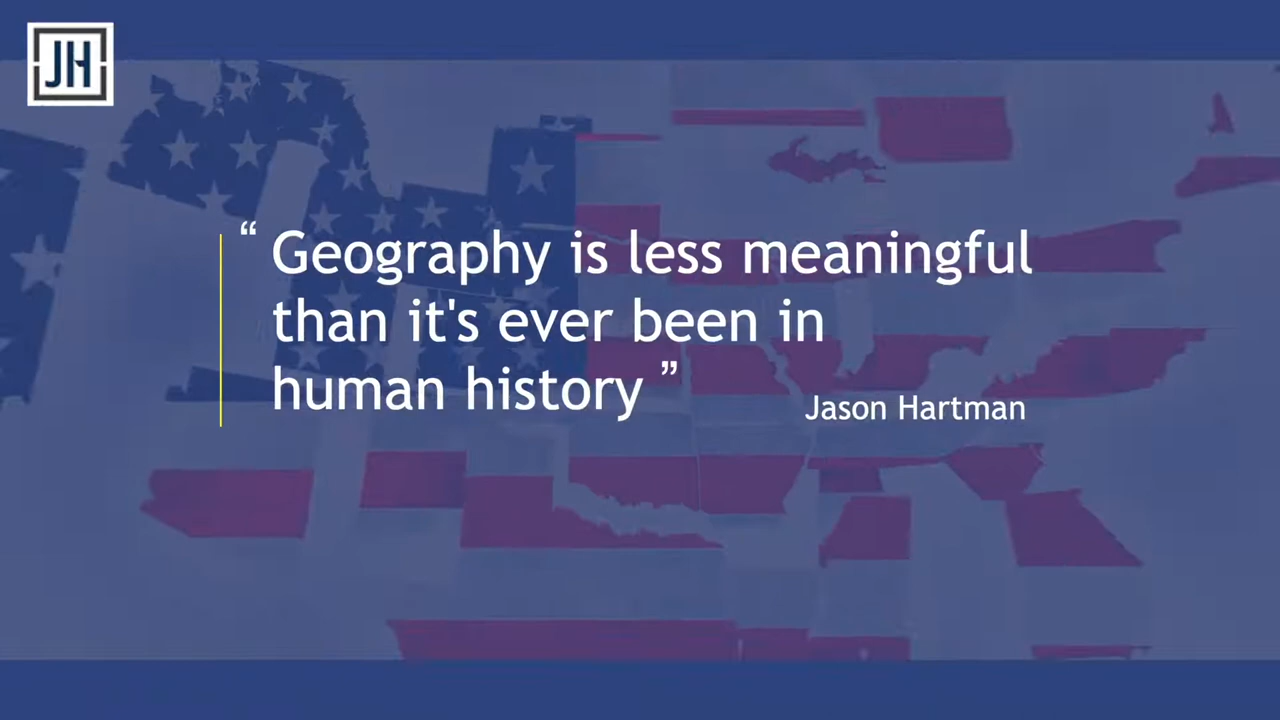 JH
“ Geography is less meaningful
than it's ever been in
human history ”
Jason Hartman